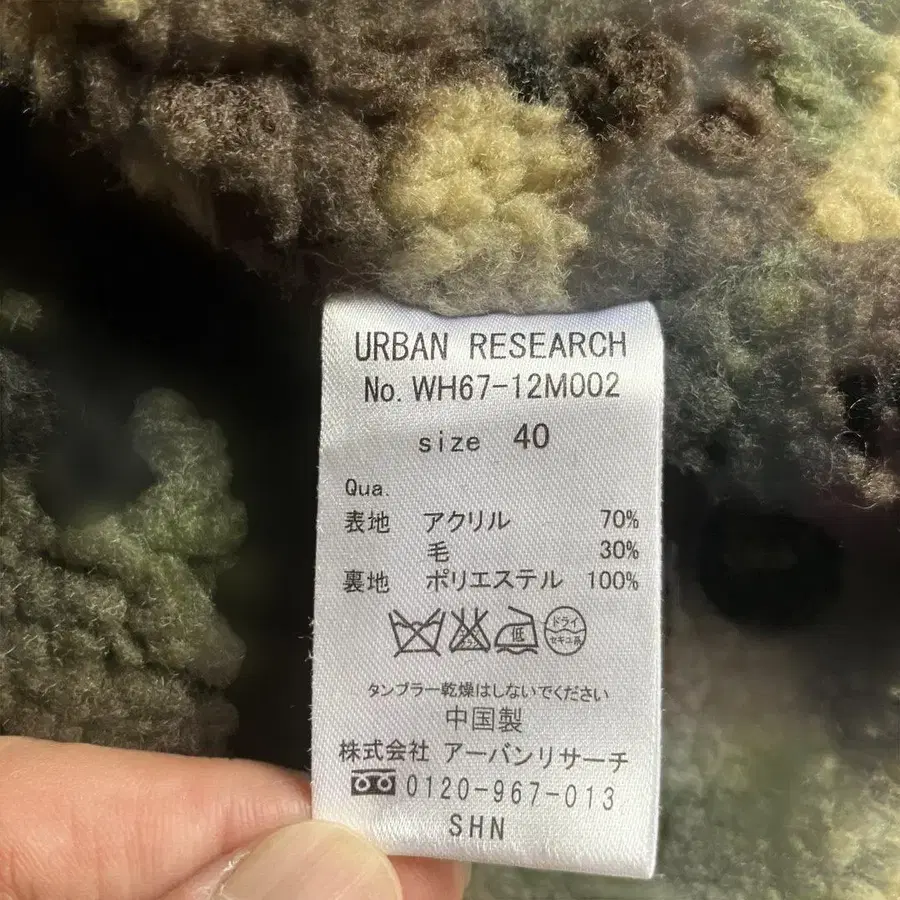 URBAN RESEARCH
No. WH67-12M002
size 40
Qua.
表地 アクリル 70%
毛 30%
裏地 ポリエステル 100%
低 ドライ
セキユ系
タンブラー乾燥はしないでください
中国製
株式会社 アーバンリサーチ
0120-967-013
SHN